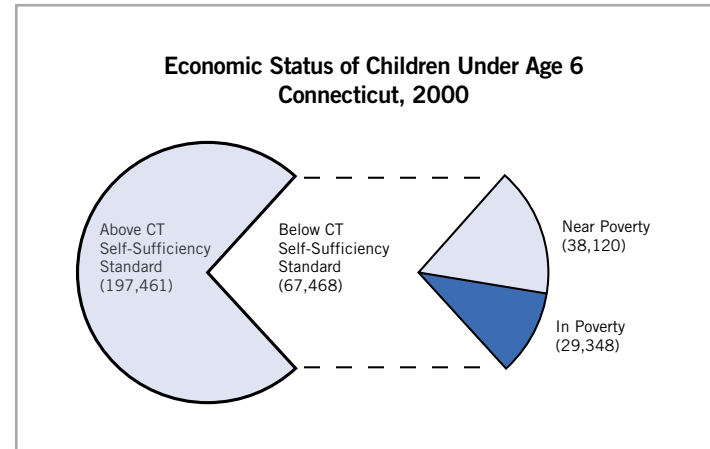 Economic Status of Children Under Age 6
Connecticut, 2000
Above CT
Self-Sufficiency
Standard
(197,461)
Below CT
Self-Sufficiency
Standard
(67,468)
Near Poverty
(38,120)
In Poverty
(29,348)